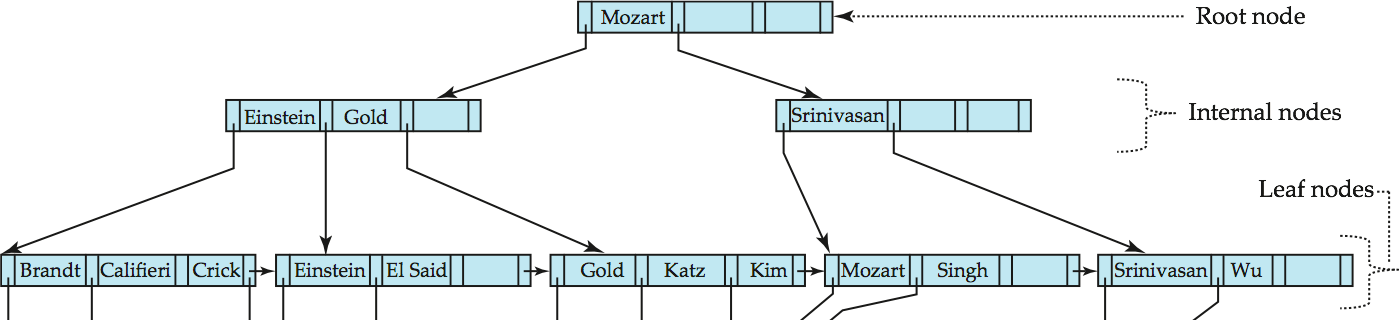 Mozart
Root node
Einstein Gold
Srinivasan
Internal nodes
Leaf nodes
Brandt Califieri Crick
Einstein El Said
Gold Katz Kim
Mozart Singh
Srinivasan Wu